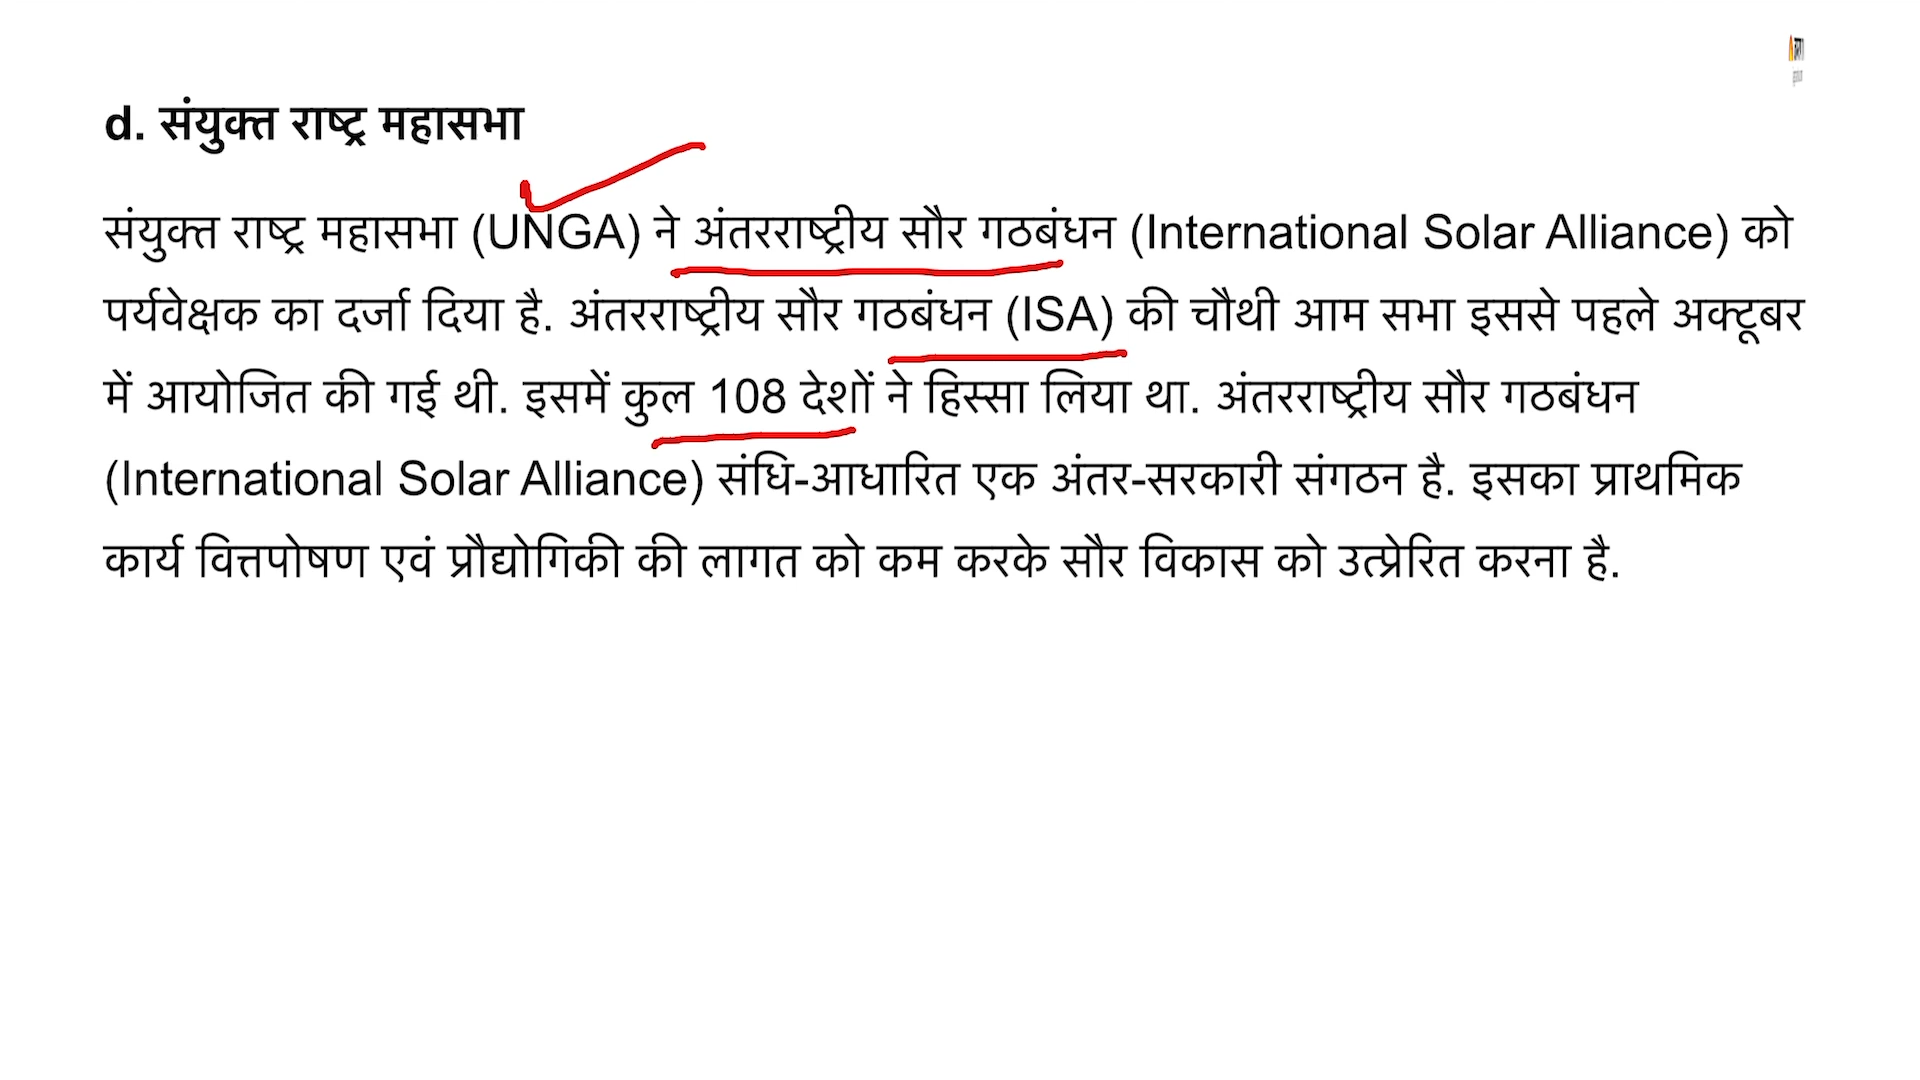 d. संयुक्त राष्ट्र महासभा
संयुक्त राष्ट्र महासभा (UNGA) ने अंतरराष्ट्रीय सौर गठबंधन (International Solar Alliance) को
पर्यवेक्षक का दर्जा दिया है. अंतरराष्ट्रीय सौर गठबंधन (ISA) की चौथी आम सभा इससे पहले अक्टूबर
में आयोजित की गई थी. इसमें कुल 108 देशों ने हिस्सा लिया था. अंतरराष्ट्रीय सौर गठबंधन
(International Solar Alliance) संधि-आधारित एक अंतर-सरकारी संगठन है. इसका प्राथमिक
कार्य वित्तपोषण एवं प्रौद्योगिकी की लागत को कम करके सौर विकास को उत्प्रेरित करना है.